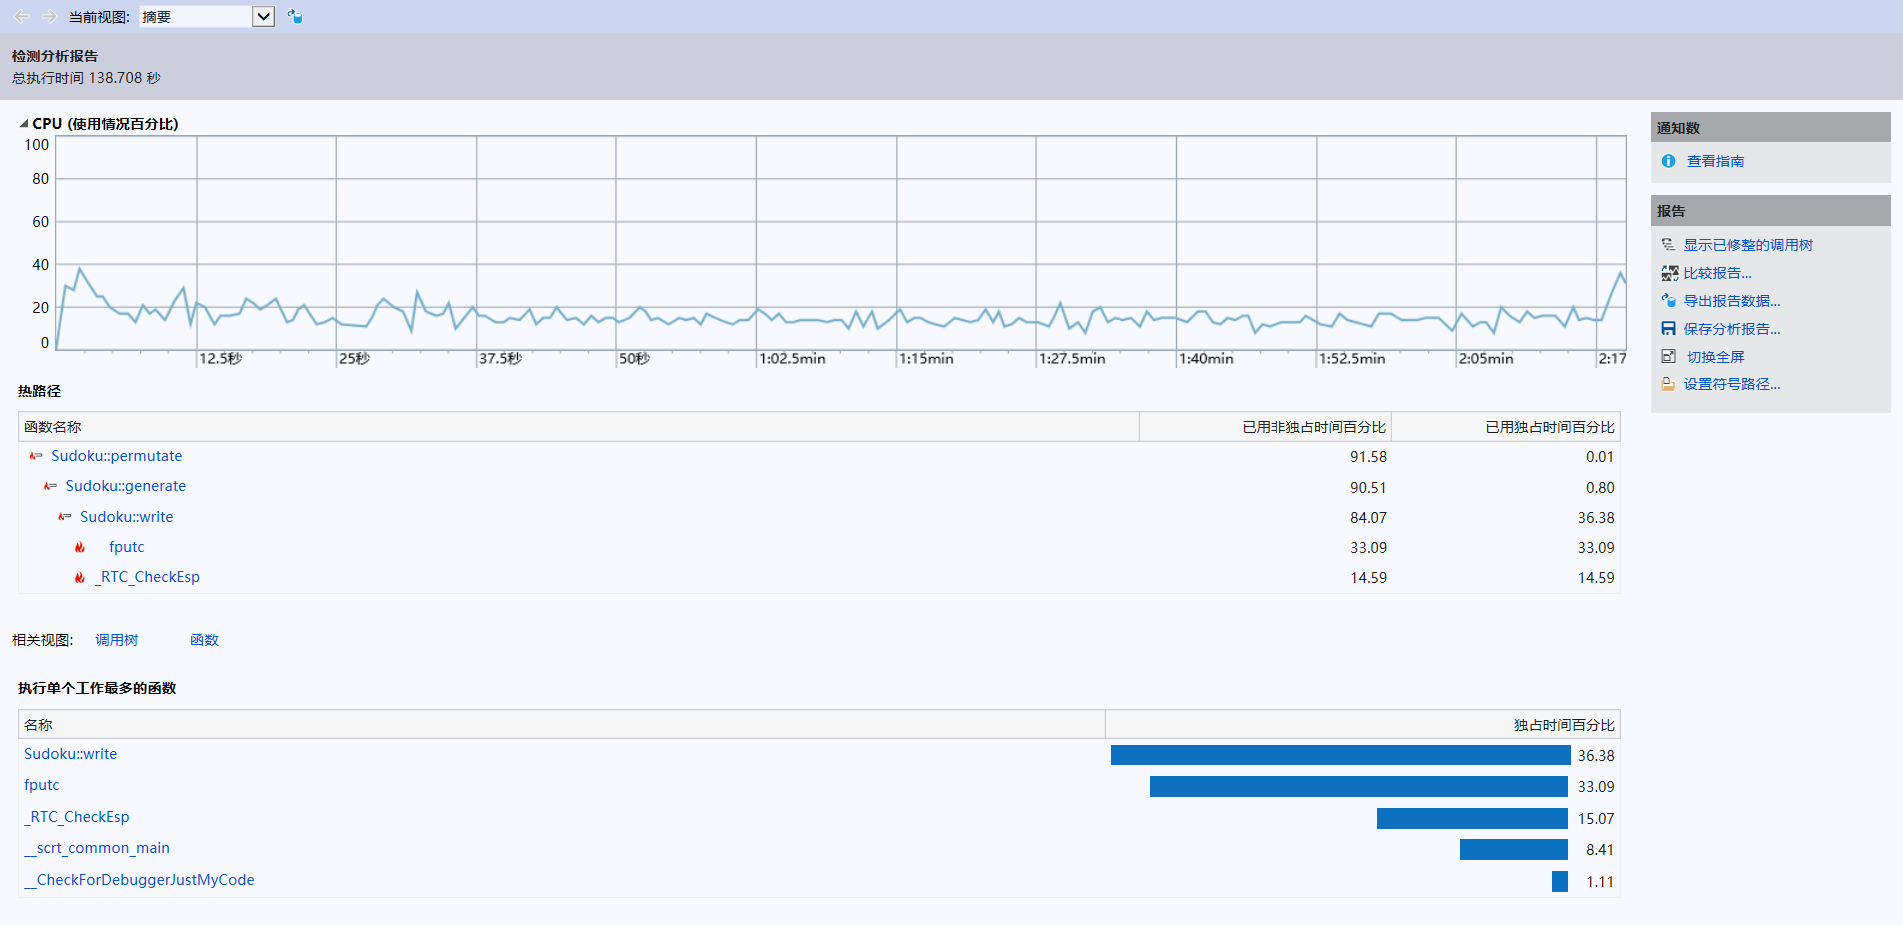 当前视图: 摘要
检测分析报告
总执行时间 138.708 秒
CPU (使用情况百分比)
100
80
60
40
20
0
12.5秒 25秒 37.5秒 50秒 1:02.5min 1:15min 1:27.5min 1:40min 1:52.5min 2:05min 2:17
热路径
函数名称 已用非独占时间百分比 已用独占时间百分比
Sudoku::permutate 91.58 0.01
Sudoku::generate 90.51 0.80
Sudoku::write 84.07 36.38
fputc 33.09 33.09
_RTC_CheckEsp 14.59 14.59
相关视图: 调用树 函数
执行单个工作最多的函数
名称 独占时间百分比
Sudoku::write 36.38
fputc 33.09
_RTC_CheckEsp 15.07
__scrt_common_main 8.41
__CheckForDebuggerJustMyCode 1.11
通知数
查看指南
报告
显示已修整的调用树
比较报告...
导出报告数据...
保存分析报告...
切换全屏
设置符号路径...